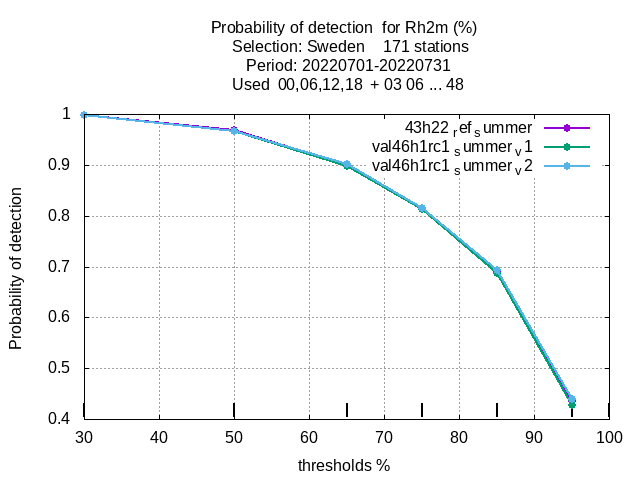 Probability of detection for Rh2m (%)
Selection: Sweden 171 stations
Period: 20220701-20220731
Used 00,06,12,18 + 03 06 ... 48
43h22 ref summer
val46h1rc1 summer v1
val46h1rc1 summer v2
1
0.9
0.8
0.7
0.6
0.5
0.4
Probability of detection
30 40 50 60 70 80 90 100
thresholds %